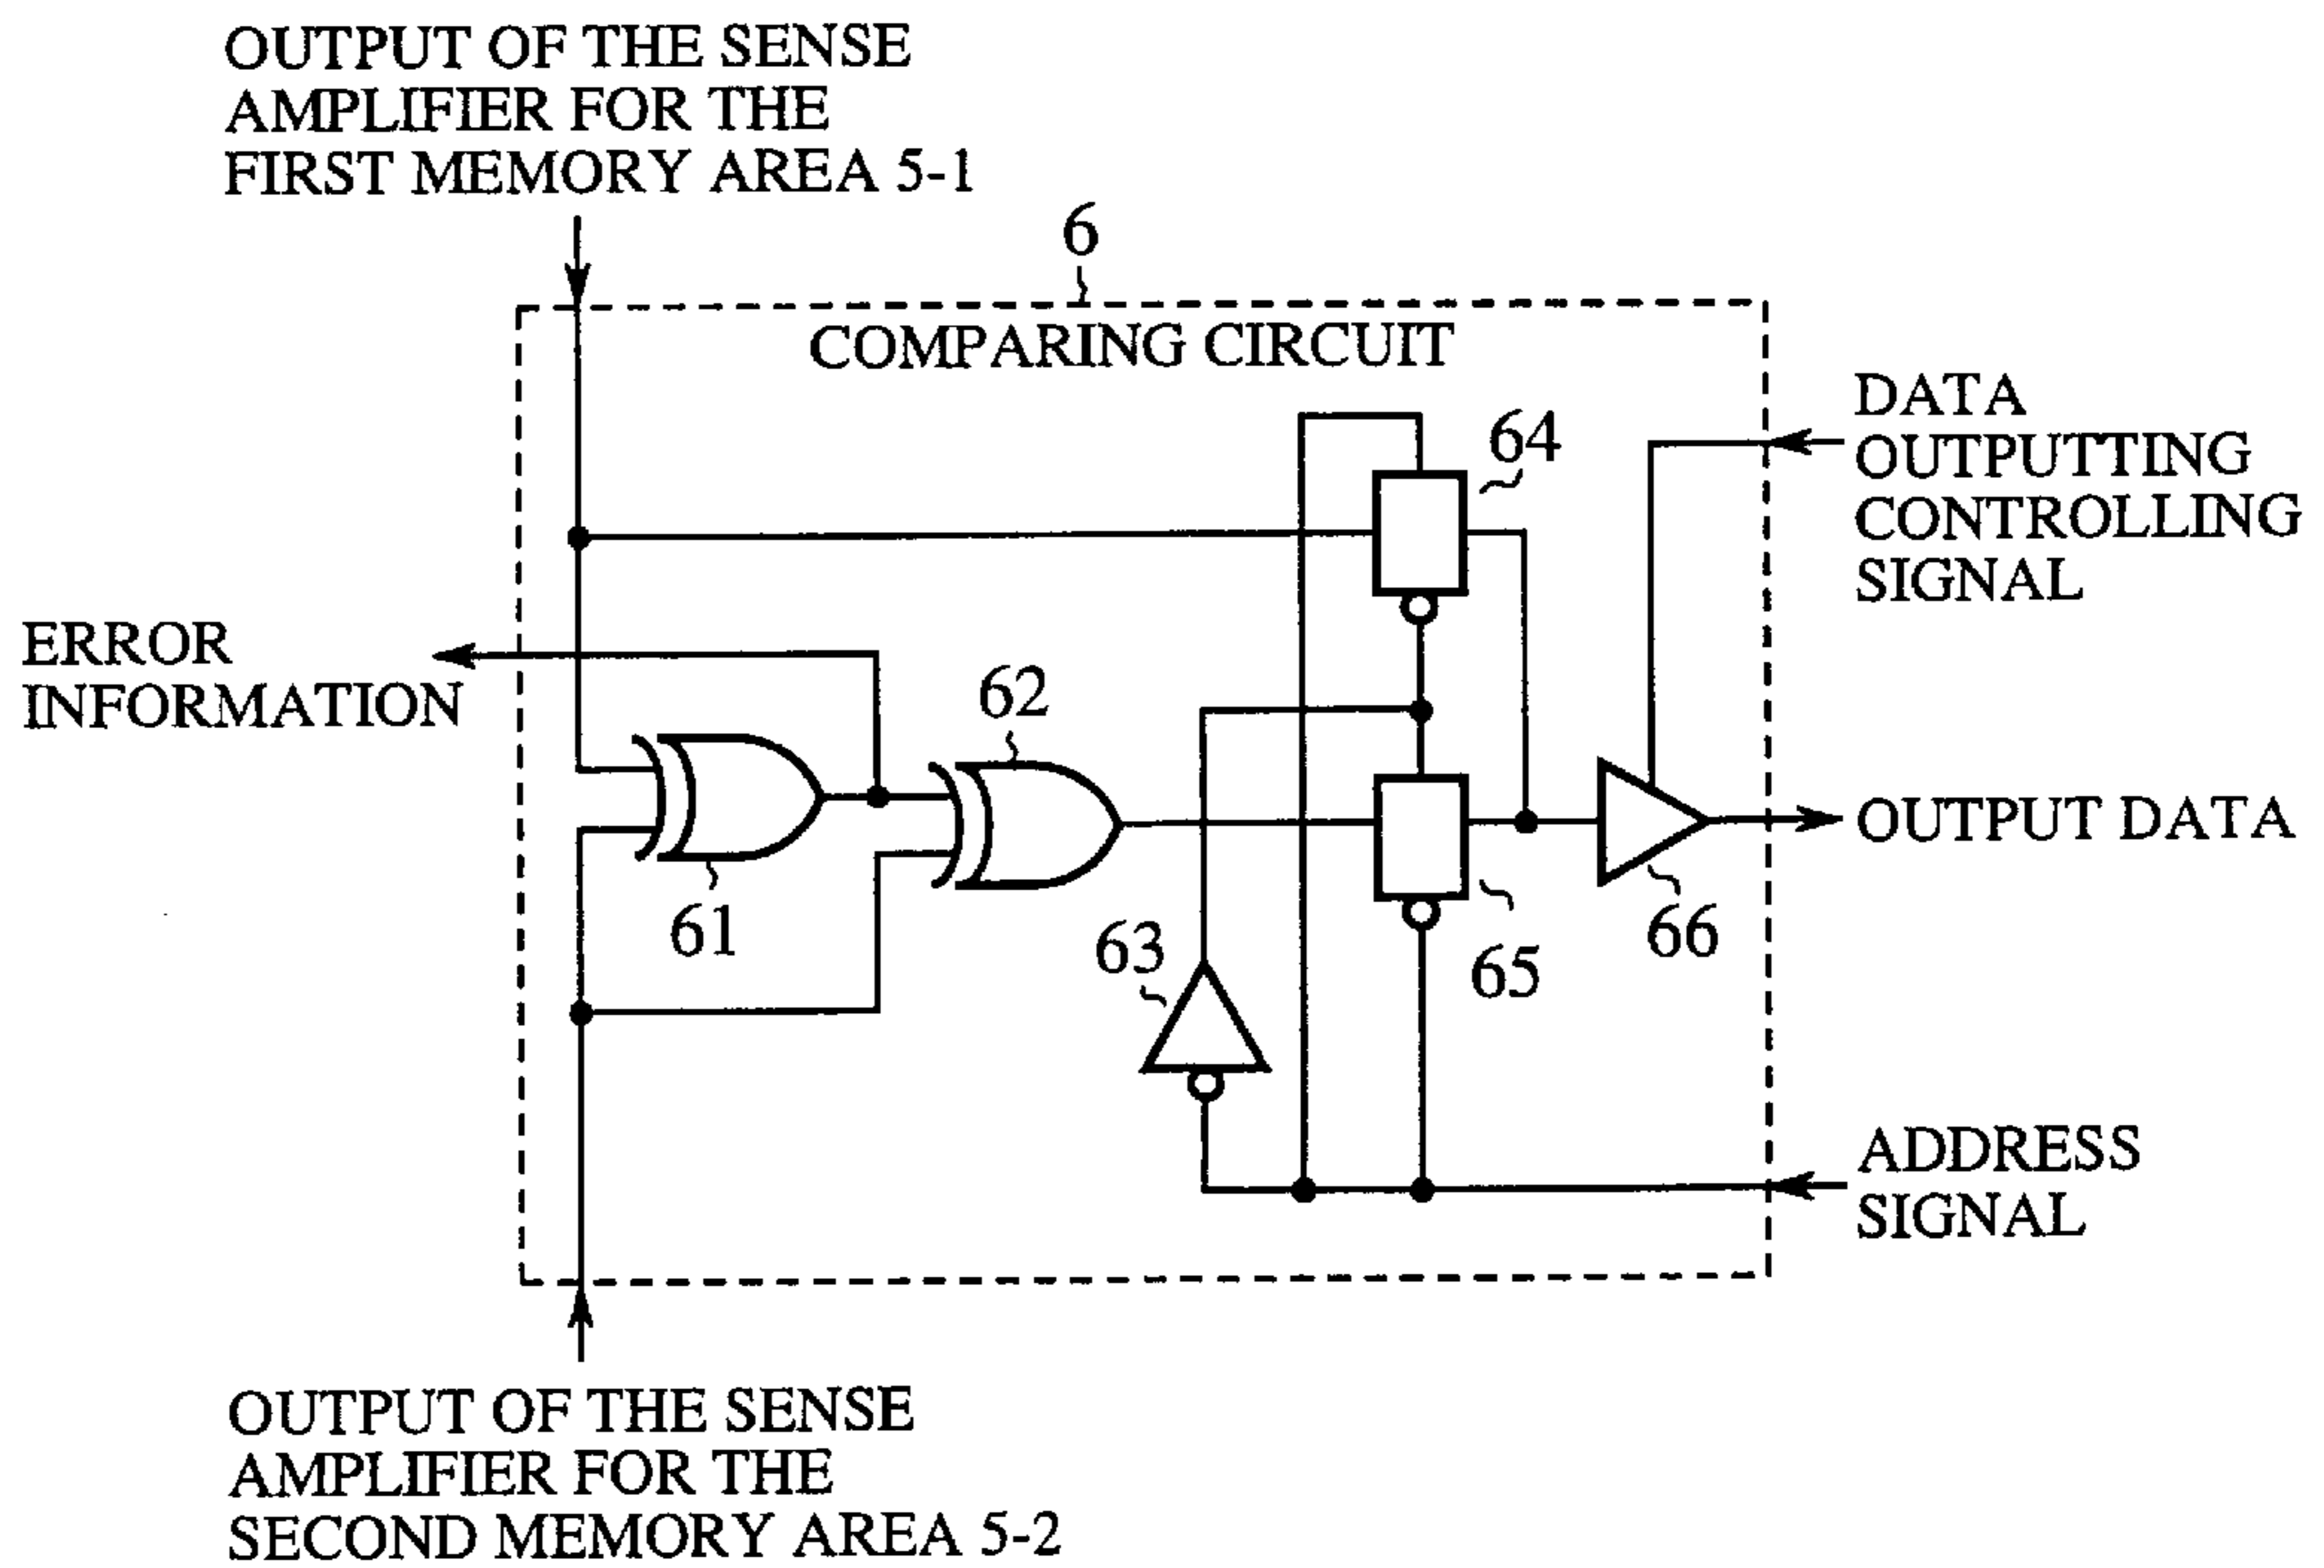 OUTPUT OF THE SENSE
AMPLIFIER FOR THE
FIRST MEMORY AREA 5-1
6
COMPARING CIRCUIT
DATA
OUTPUTTING
CONTROLLING
SIGNAL
64
ERROR
INFORMATION
62
OUTPUT DATA
61
63
65
66
ADDRESS
SIGNAL
OUTPUT OF THE SENSE
AMPLIFIER FOR THE
SECOND MEMORY AREA 5-2